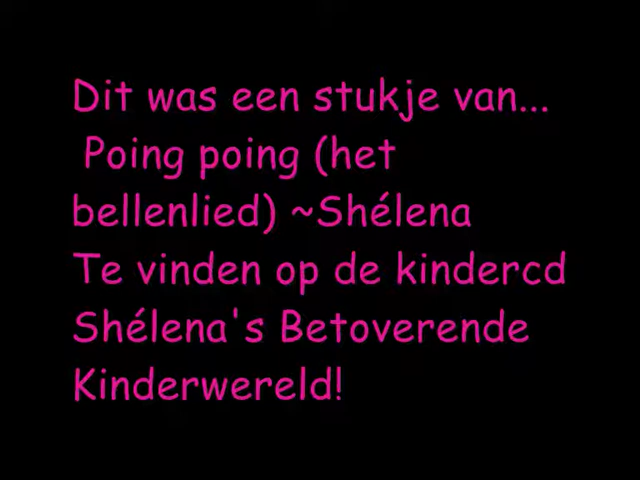 Dit was een stukje van...
Poing poing (het
bellenlied) ~Shélena
Te vinden op de kindercd
Shélena's Betoverende
Kinderwereld!